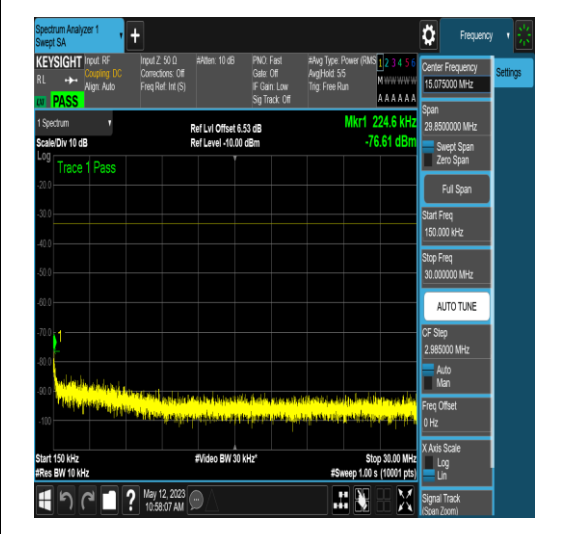 Spectrum Analyzer 1
Swept SA
+
Frequency
KEYSIGHT
RL
PASS
Input: RF
Coupling: DC
Align: Auto
Input Z: 50 Ω
Corrections: Off
Freq Ref: Int (S)
#Atten: 10 dB
PNO: Fast
Gate: Off
IF Gain: Low
Sig Track: Off
#Avg Type: Power (RMS
Avg|Hold: 5/5
Trig: Free Run
1 2 3 4 5 6
M W W W W W
A A A A A A
1 Spectrum
Scale/Div 10 dB
Ref Lvl Offset 6.53 dB
Ref Level -10.00 dBm
Mkr1 224.6 kHz
-76.61 dBm
Log
Trace 1 Pass
-20.0
-30.0
-40.0
-50.0
-60.0
-70.0
1
-80.0
-90.0
-100
Start 150 kHz
#Res BW 10 kHz
#Video BW 30 kHz*
Stop 30.00 MHz
#Sweep 1.00 s (10001 pts)
Center Frequency
15.075000 MHz
Settings
Span
29.8500000 MHz
Swept Span
Zero Span
Full Span
Start Freq
150.000 kHz
Stop Freq
30.000000 MHz
AUTO TUNE
CF Step
2.985000 MHz
Auto
Man
Freq Offset
0 Hz
X Axis Scale
Log
Lin
Signal Track
(Span Zoom)
?
May 12, 2023
10:58:07 AM